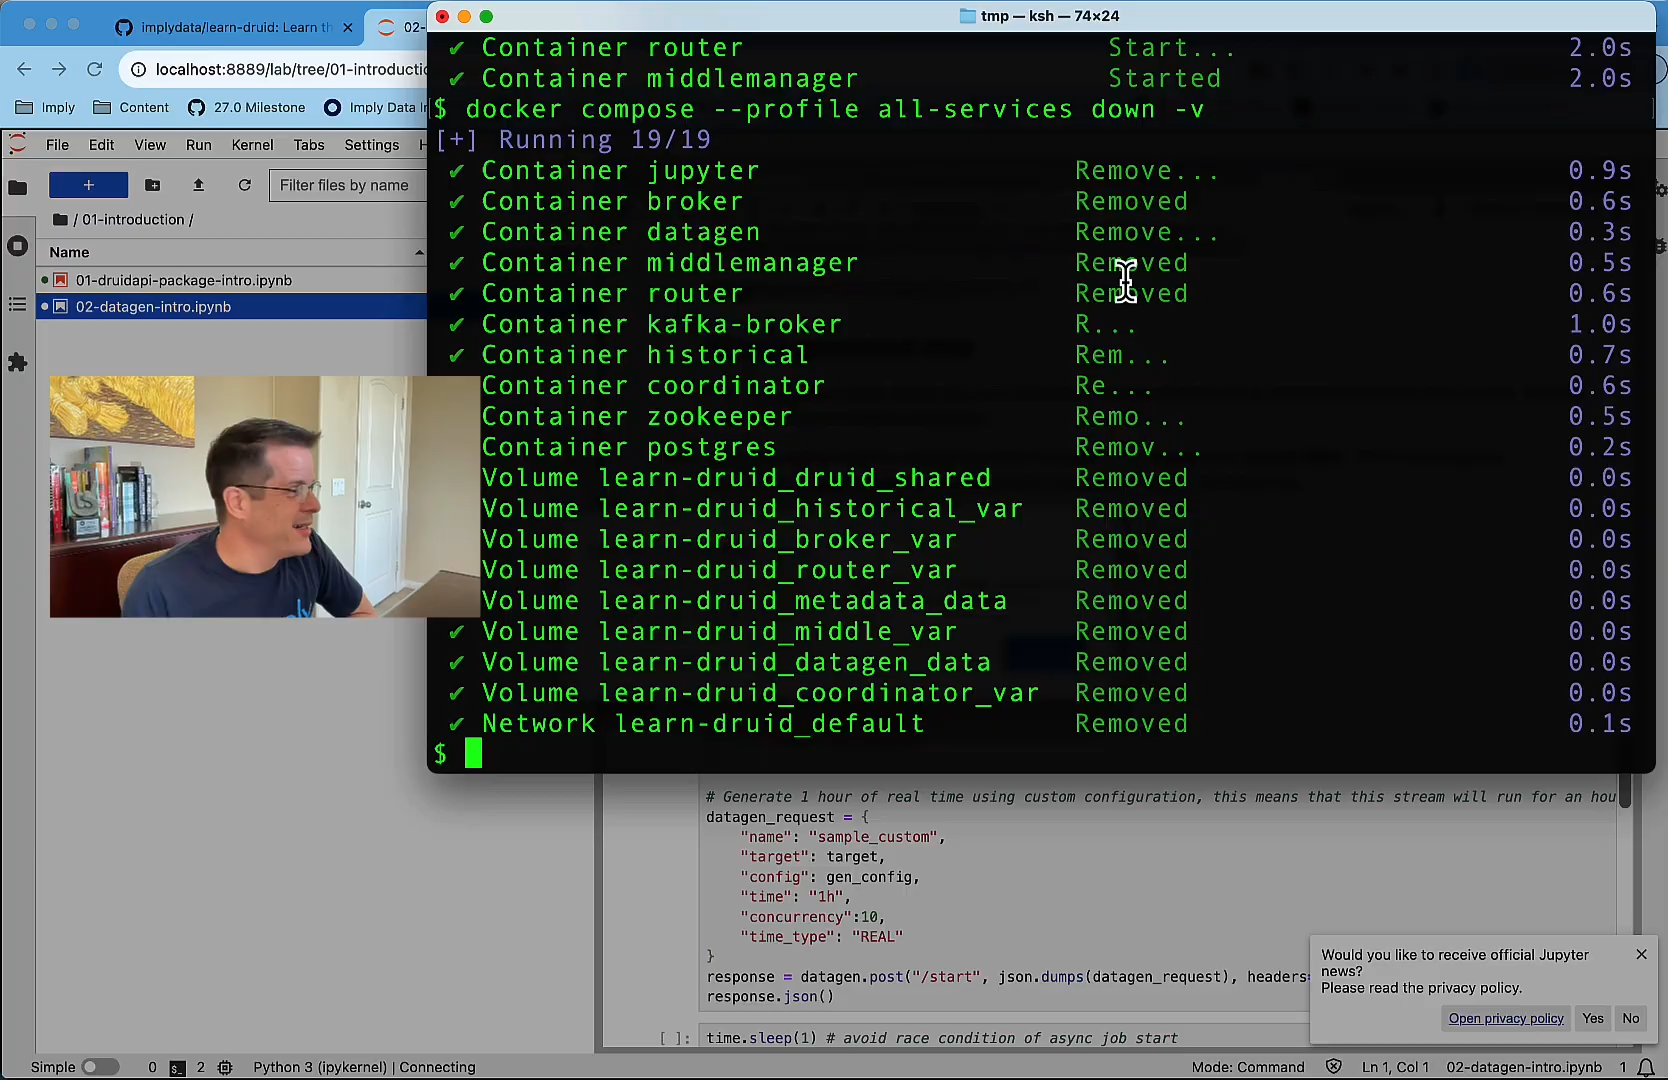 implydata/learn-druid: Learn th
02-
tmp — ksh — 74×24
localhost:8889/lab/tree/01-introductio
Imply
Content
27.0 Milestone
Imply Data
File
Edit
View
Run
Kernel
Tabs
Settings
H
+
Filter files by name
/ 01-introduction /
Name
01-druidapi-package-intro.ipynb
02-datagen-intro.ipynb
✔ Container router Start... 2.0s
✔ Container middlemanager Started 2.0s
$ docker compose --profile all-services down -v
[+] Running 19/19
✔ Container jupyter Remove... 0.9s
✔ Container broker Removed 0.6s
✔ Container datagen Remove... 0.3s
✔ Container middlemanager Removed 0.5s
✔ Container router Removed 0.6s
✔ Container kafka-broker R... 1.0s
✔ Container historical Rem... 0.7s
Container coordinator Re... 0.6s
Container zookeeper Remo... 0.5s
Container postgres Remov... 0.2s
Volume learn-druid_druid_shared Removed 0.0s
Volume learn-druid_historical_var Removed 0.0s
Volume learn-druid_broker_var Removed 0.0s
Volume learn-druid_router_var Removed 0.0s
Volume learn-druid_metadata_data Removed 0.0s
✔ Volume learn-druid_middle_var Removed 0.0s
✔ Volume learn-druid_datagen_data Removed 0.0s
✔ Volume learn-druid_coordinator_var Removed 0.0s
✔ Network learn-druid_default Removed 0.1s
$
# Generate 1 hour of real time using custom configuration, this means that this stream will run for an hou
datagen_request = {
"name": "sample_custom",
"target": target,
"config": gen_config,
"time": "1h",
"concurrency":10,
"time_type": "REAL"
}
response = datagen.post("/start", json.dumps(datagen_request), headers=
response.json()
[ ]: time.sleep(1) # avoid race condition of async job start
Would you like to receive official Jupyter
news?
Please read the privacy policy.
Open privacy policy
Yes
No
Simple
0
2
Python 3 (ipykernel) | Connecting
Mode: Command
Ln 1, Col 1
02-datagen-intro.ipynb
1